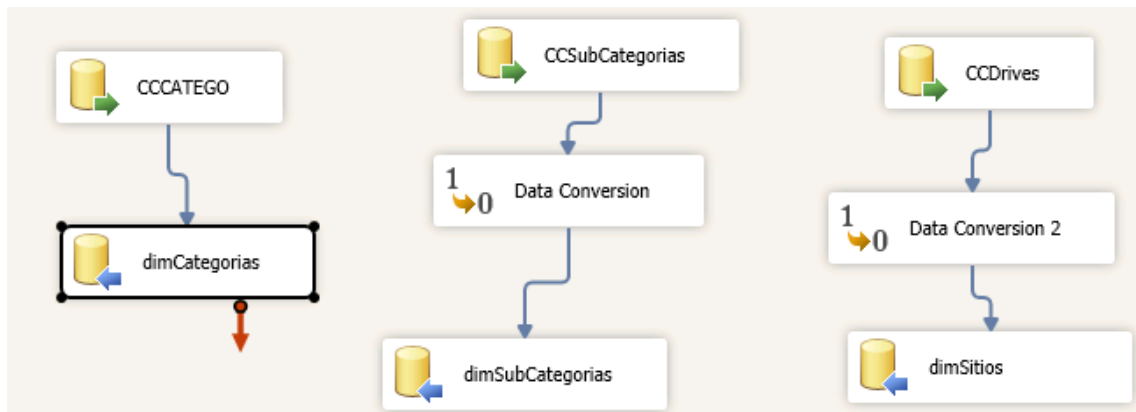 CCCATEGO
dimCategorias
CCSubCategorias
1
0
Data Conversion
dimSubCategorias
CCDrives
1
0
Data Conversion 2
dimSitios